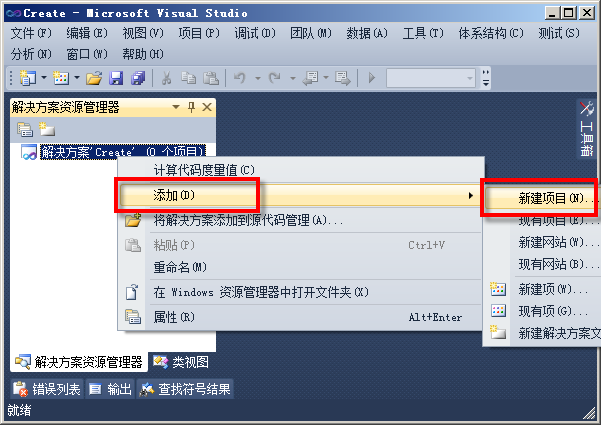 Create - Microsoft Visual Studio
文件(F) 编辑(E) 视图(V) 项目(P) 调试(D) 团队(M) 数据(A) 工具(T) 体系结构(C) 测试(S)
分析(N) 窗口(W) 帮助(H)
解决方案资源管理器
解决方案'Create' (0 个项目)
计算代码度量值(C)
添加(D)
将解决方案添加到源代码管理(A)...
粘贴(P) Ctrl+V
重命名(M)
在 Windows 资源管理器中打开文件夹(X)
属性(R) Alt+Enter
新建项目(N)...
现有项目(E)...
新建网站(W)...
现有网站(B)...
新建项(W)...
现有项(G)...
新建解决方案文
工具箱
解决方案资源管理器 类视图
错误列表 输出 查找符号结果
就绪